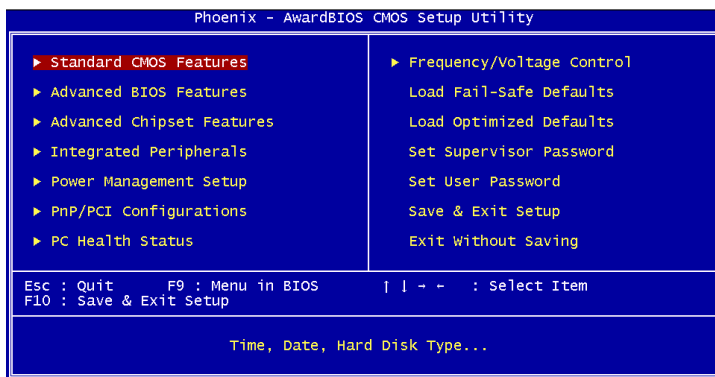 Phoenix - AwardBIOS CMOS Setup Utility
▶ Standard CMOS Features
▶ Advanced BIOS Features
▶ Advanced Chipset Features
▶ Integrated Peripherals
▶ Power Management Setup
▶ PnP/PCI Configurations
▶ PC Health Status
▶ Frequency/Voltage Control
Load Fail-Safe Defaults
Load Optimized Defaults
Set Supervisor Password
Set User Password
Save & Exit Setup
Exit Without Saving
Esc : Quit F9 : Menu in BIOS ↑ ↓ → ← : Select Item
F10 : Save & Exit Setup
Time, Date, Hard Disk Type...